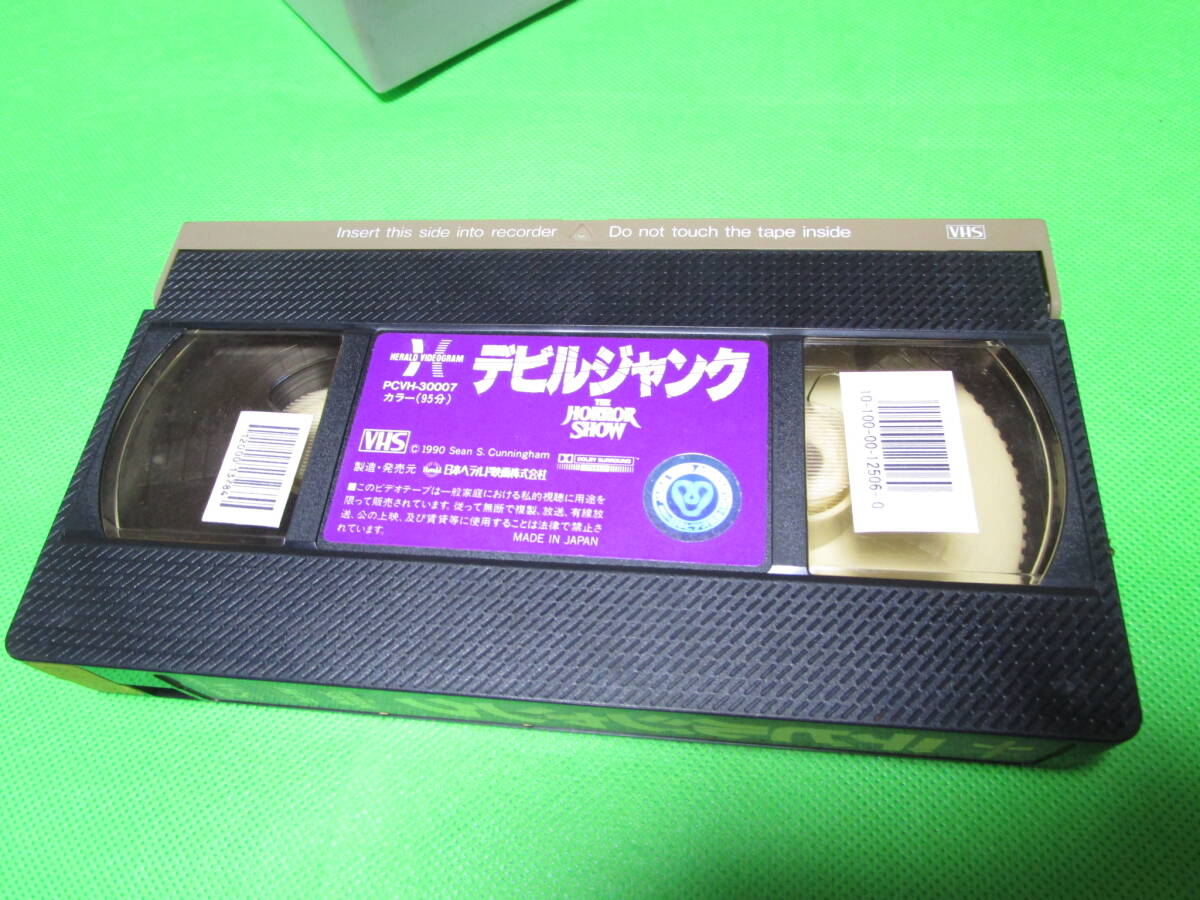 Insert this side into recorder △ Do not touch the tape inside VHS
HERALD VIDEOGRAM
デビルジャンク
PCVH-30007
カラー(95分)
THE
HORROR
SHOW
VHS © 1990 Sean S. Cunningham
DOLBY SURROUND
製造・発売元 日本ヘラルド映画株式会社
■このビデオテープは一般家庭における私的視聴に用途を
限って販売されています。従って無断で複製、放送、有線放
送、公の上映、及び賃貸等に使用することは法律で禁止さ
れています。
MADE IN JAPAN
10-100-00-12506-0